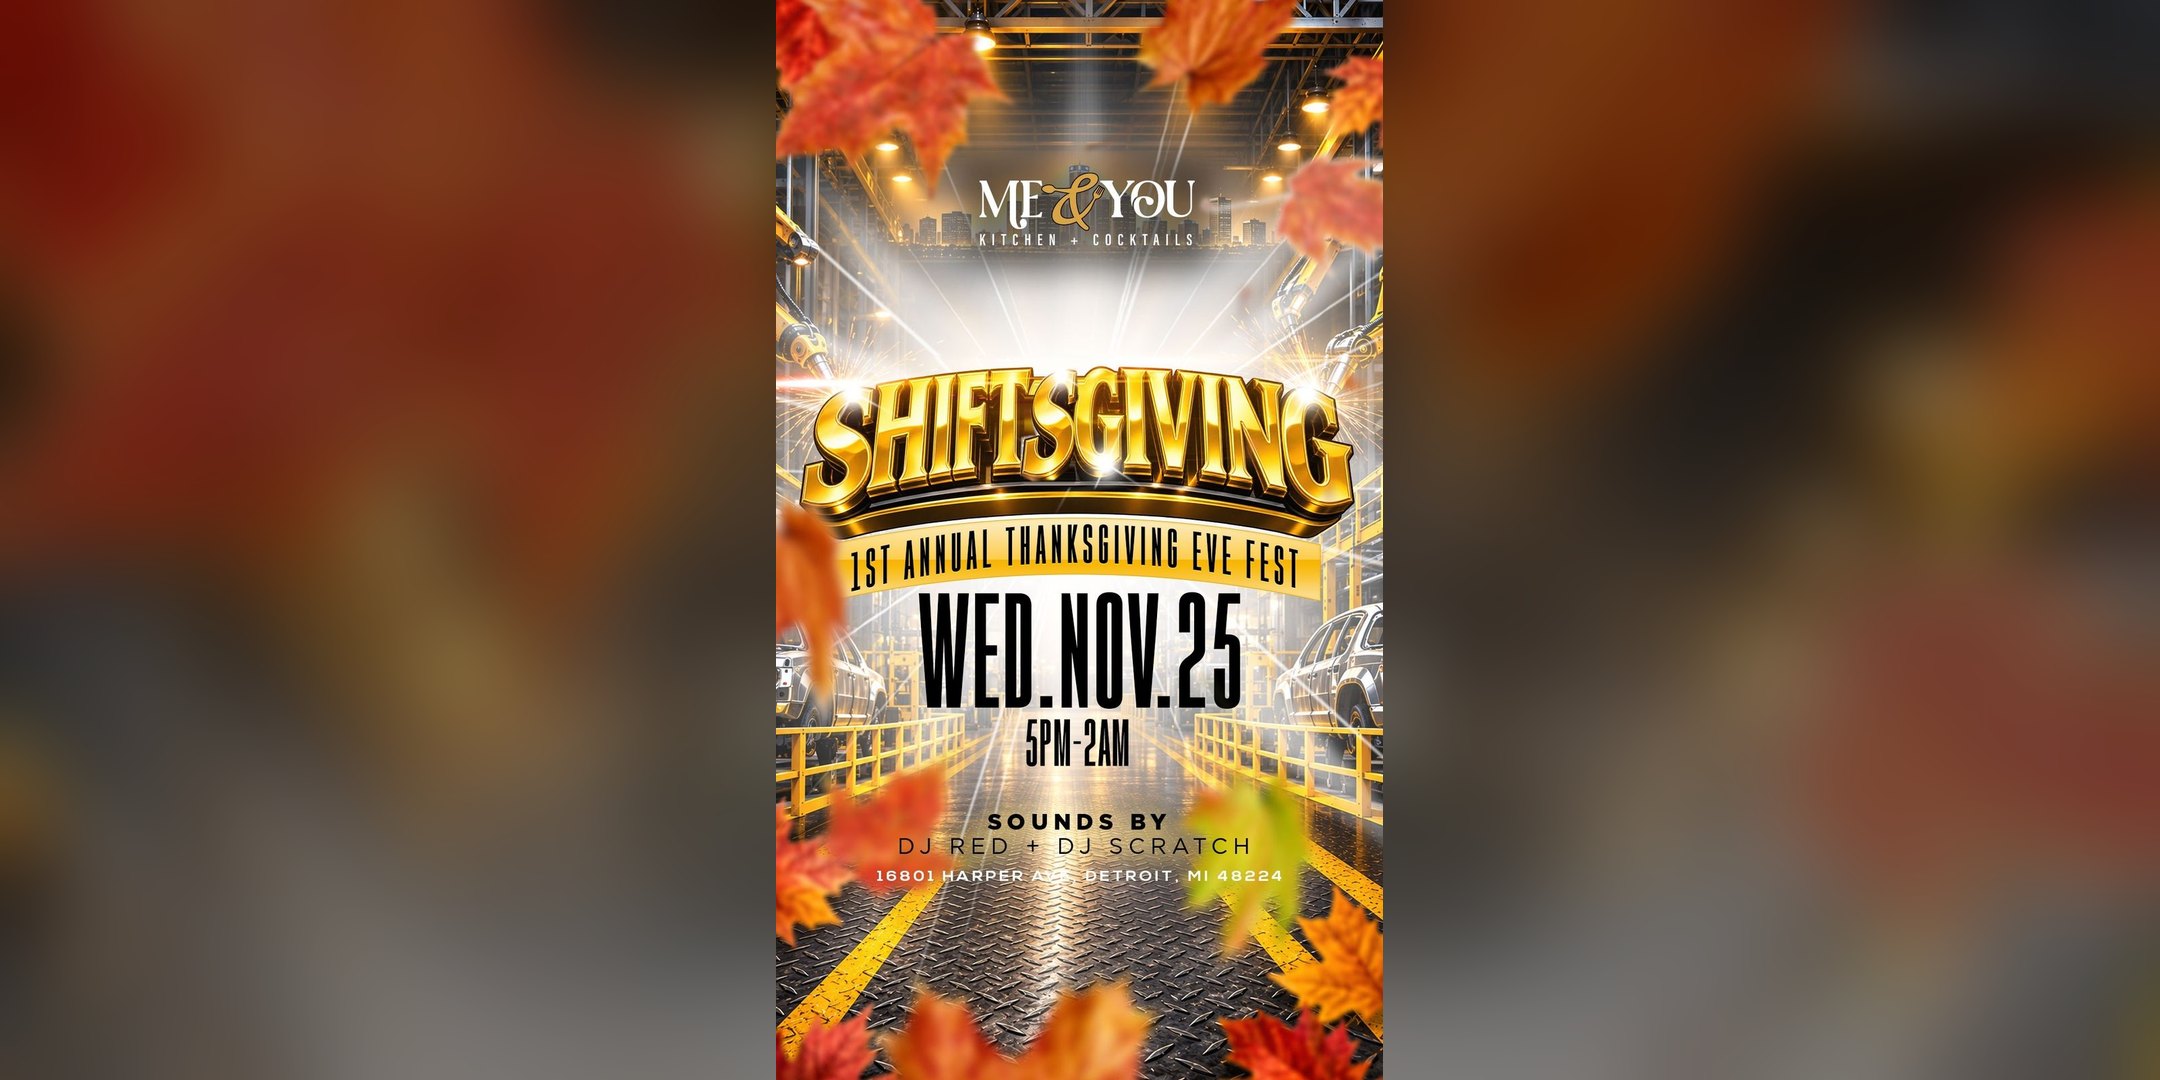 ME & YOU
KITCHEN + COCKTAILS
SHIFTSGIVING
1ST ANNUAL THANKSGIVING EVE FEST
WED.NOV.25
5PM-2AM
SOUNDS BY
DJ RED + DJ SCRATCH
16801 HARPER AVE. DETROIT, MI 48224